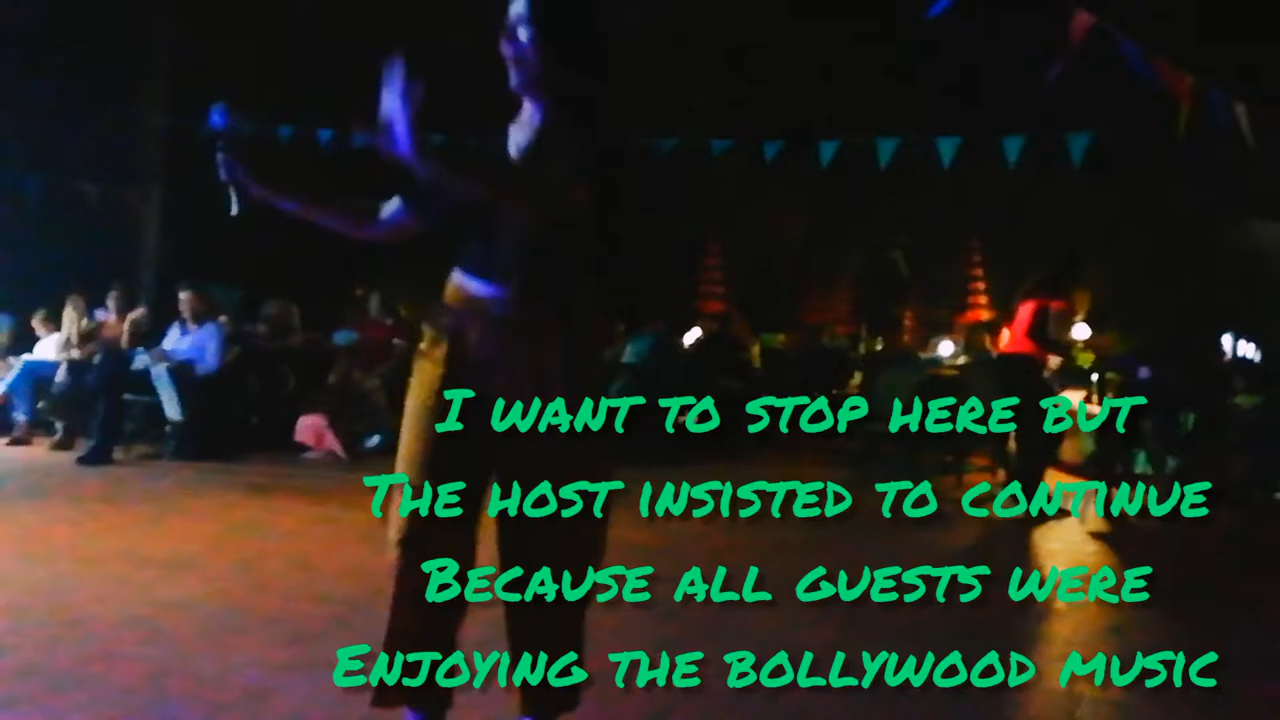 I want to stop here but
The host insisted to continue
Because all guests were
Enjoying the bollywood music